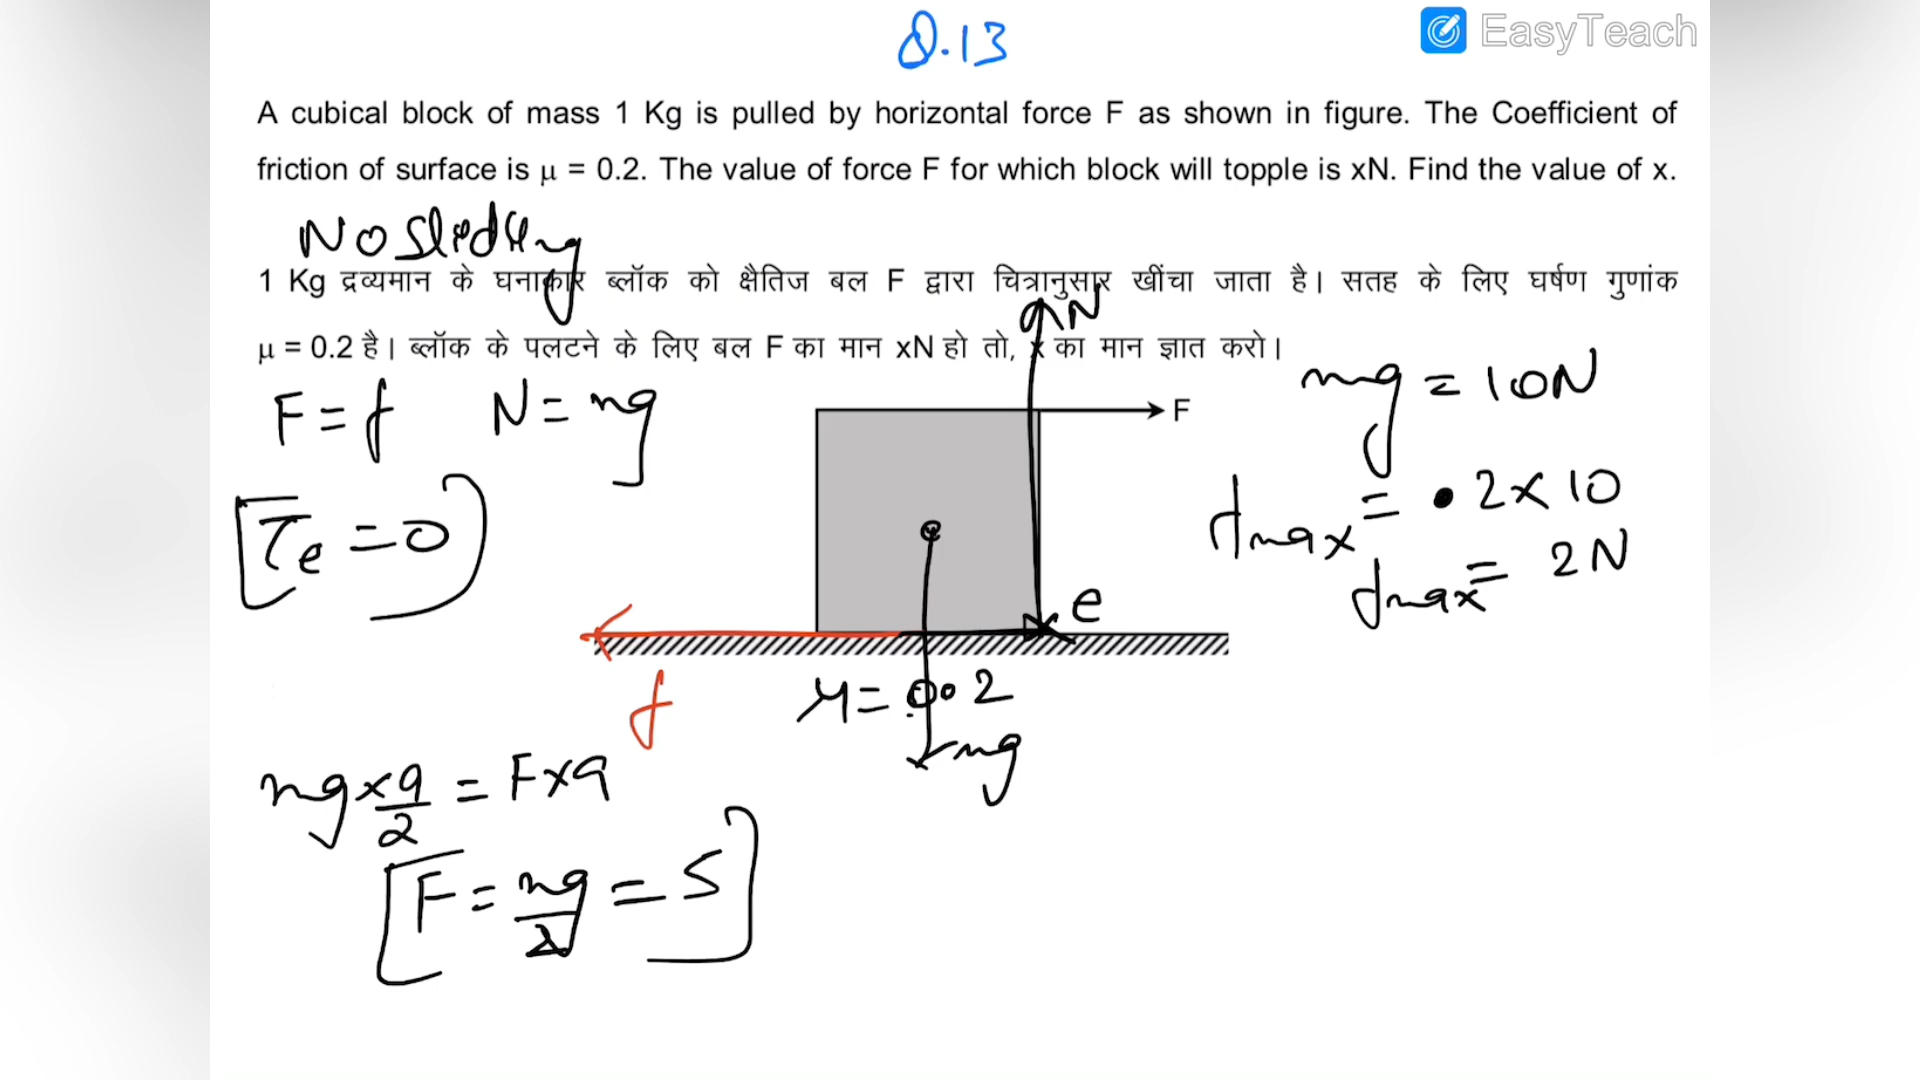 Q.13
EasyTeach
A cubical block of mass 1 Kg is pulled by horizontal force F as shown in figure. The Coefficient of
friction of surface is μ = 0.2. The value of force F for which block will topple is xN. Find the value of x.
No sliding
1 Kg द्रव्यमान के घनाकार ब्लॉक को क्षैतिज बल F द्वारा चित्रानुसार खींचा जाता है। सतह के लिए घर्षण गुणांक
μ = 0.2 है। ब्लॉक के पलटने के लिए बल F का मान xN हो तो, x का मान ज्ञात करो।
N
F = f N = mg
F
mg = 10N
τe = 0
fmax = .2 × 10
fmax = 2N
e
f
μ = 0.2
mg
mg × a/2 = F × a
F = mg/2 = 5